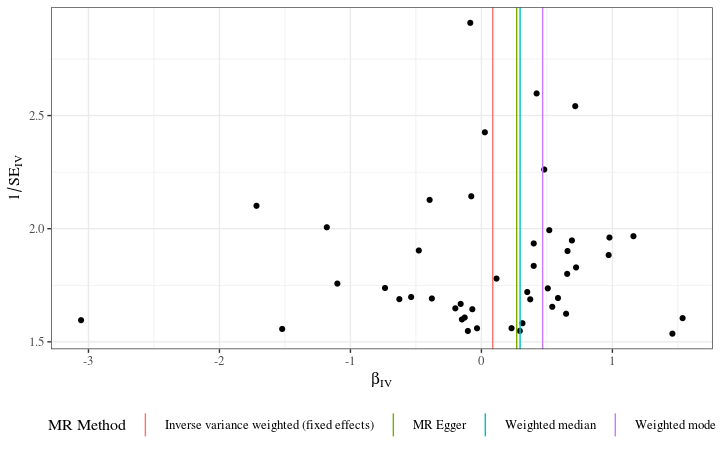 1/SE_IV
2.5
2.0
1.5
-3 -2 -1 0 1
β_IV
MR Method Inverse variance weighted (fixed effects) MR Egger Weighted median Weighted mode